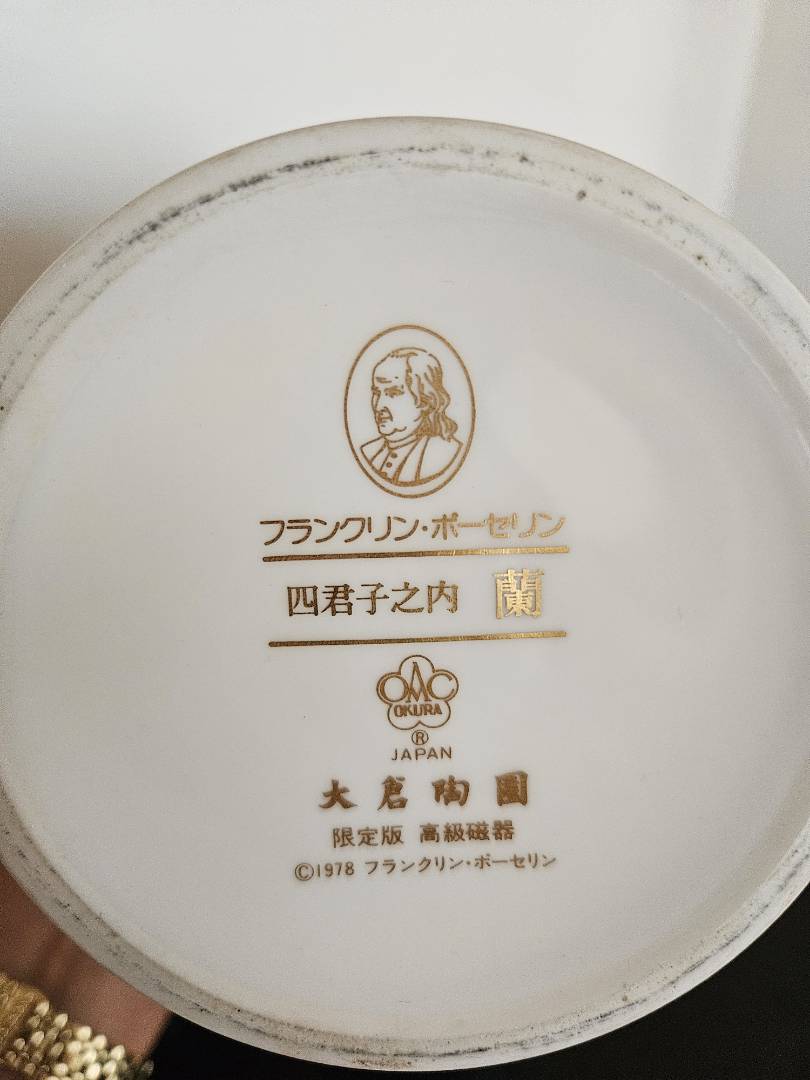 フランクリン・ポーセリン
四君子之内 蘭
OAC
OKURA
®
JAPAN
大倉陶園
限定版 高級磁器
©1978 フランクリン・ポーセリン